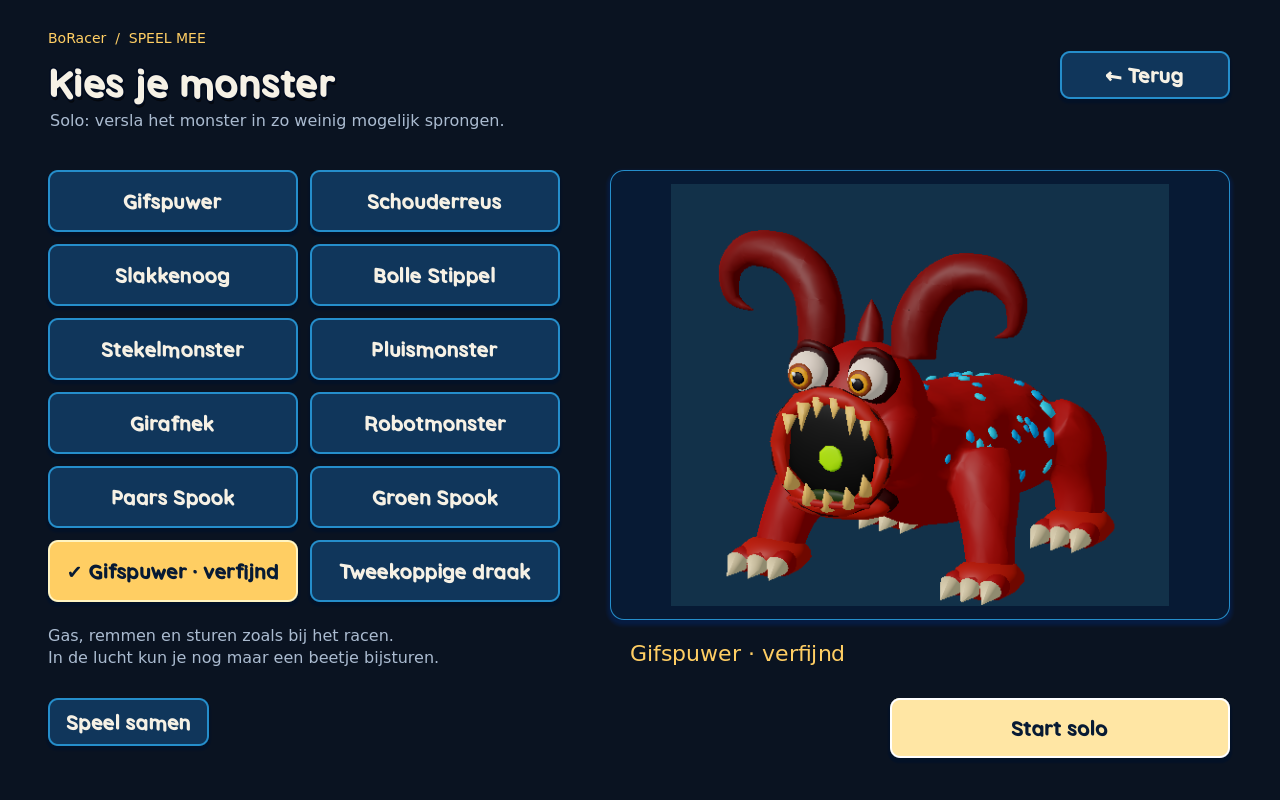 BoRacer / SPEEL MEE
Kies je monster
← Terug
Solo: versla het monster in zo weinig mogelijk sprongen.
Gifspuwer
Schouderreus
Slakkenoog
Bolle Stippel
Stekelmonster
Pluismonster
Girafnek
Robotmonster
Paars Spook
Groen Spook
✓ Gifspuwer · verfijnd
Tweekoppige draak
Gas, remmen en sturen zoals bij het racen.
In de lucht kun je nog maar een beetje bijsturen.
Gifspuwer · verfijnd
Speel samen
Start solo